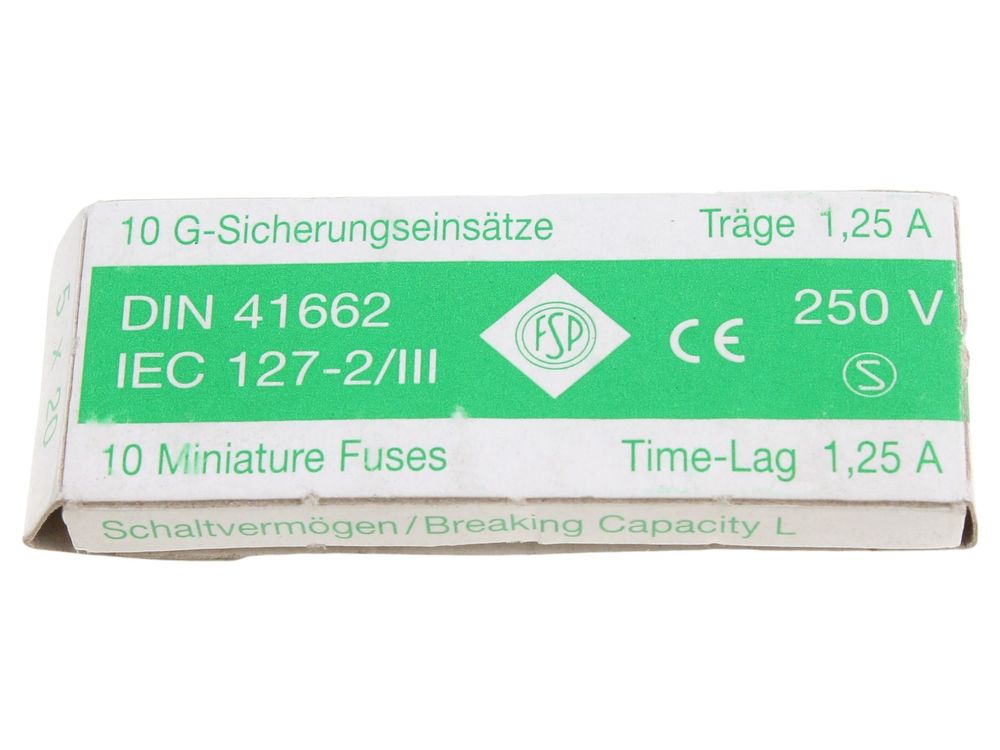 10 G-Sicherungseinsätze Träge 1,25 A
DIN 41662 FSP CE 250 V
IEC 127-2/III S
10 Miniature Fuses Time-Lag 1,25 A
Schaltvermögen/Breaking Capacity L
5 x 20